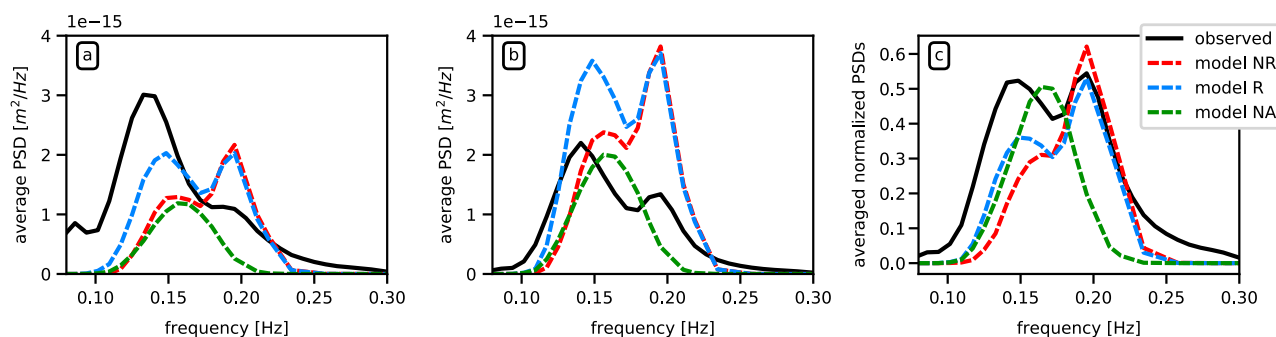 1e−15
a
average PSD [m²/Hz]
4
3
2
1
0
0.10 0.15 0.20 0.25 0.30
frequency [Hz]
1e−15
b
average PSD [m²/Hz]
4
3
2
1
0
0.10 0.15 0.20 0.25 0.30
frequency [Hz]
c
averaged normalized PSDs
0.6
0.5
0.4
0.3
0.2
0.1
0.0
0.10 0.15 0.20 0.25 0.30
frequency [Hz]
observed
model NR
model R
model NA